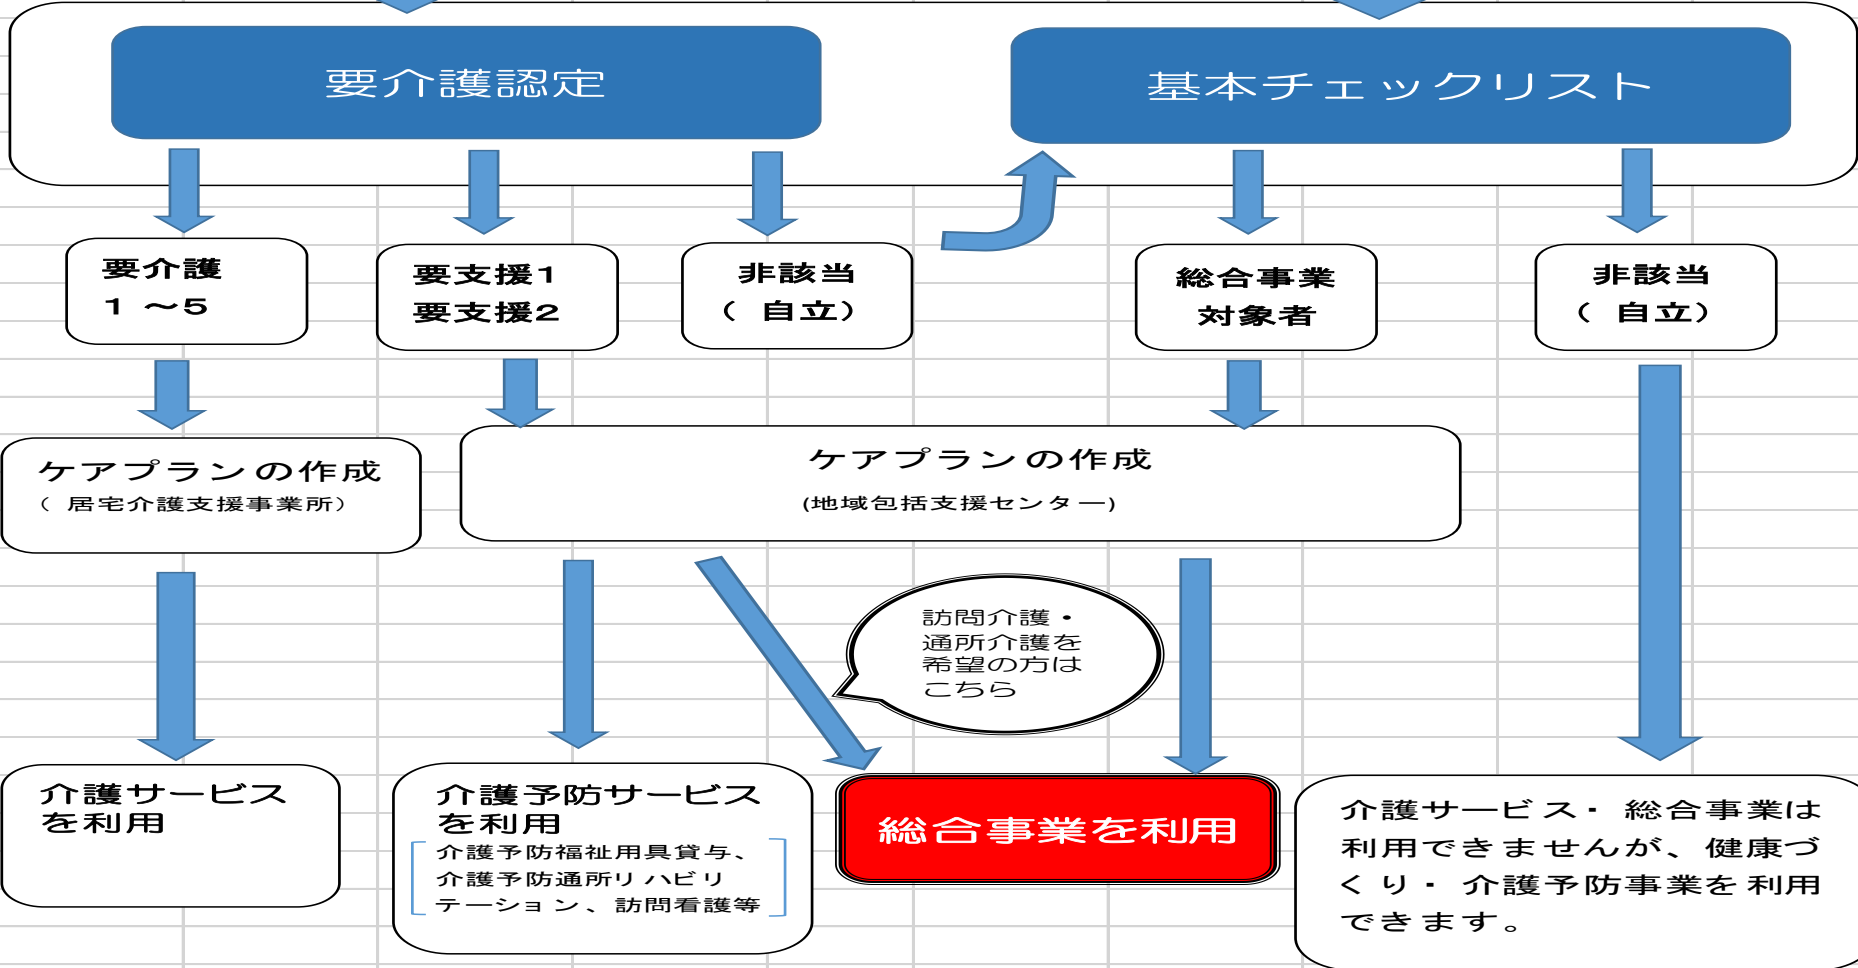 要介護認定
基本チェックリスト
要介護
1～5
要支援1
要支援2
非該当
（自立）
総合事業
対象者
非該当
（自立）
ケアプランの作成
（居宅介護支援事業所）
ケアプランの作成
(地域包括支援センター)
訪問介護・
通所介護を
希望の方は
こちら
介護サービス
を利用
介護予防サービス
を利用
介護予防福祉用具貸与、
介護予防通所リハビリ
テーション、訪問看護等
総合事業を利用
介護サービス・総合事業は
利用できませんが、健康づ
くり・介護予防事業を利用
できます。